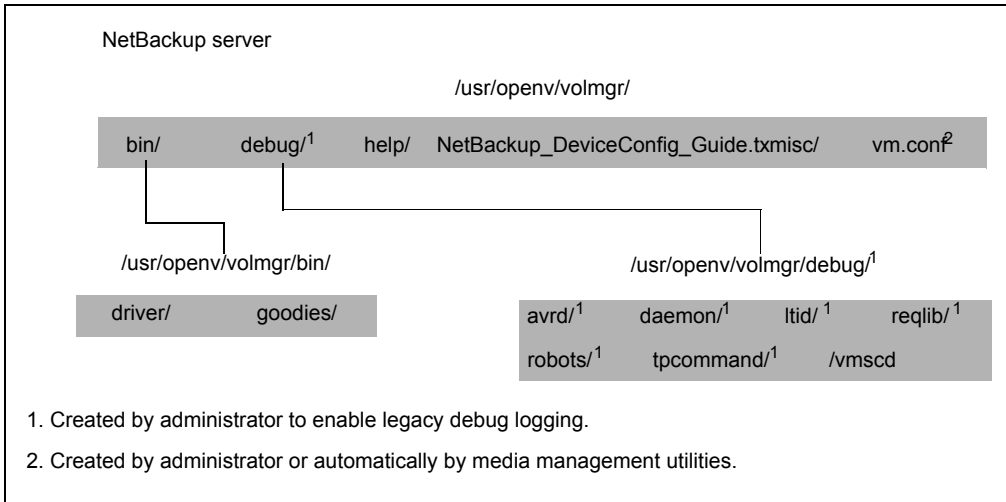 NetBackup server
/usr/openv/volmgr/
bin/ debug/1 help/ NetBackup_DeviceConfig_Guide.txmisc/ vm.conf2
/usr/openv/volmgr/bin/ /usr/openv/volmgr/debug/1
driver/ goodies/
avrd/1 daemon/1 ltid/ 1 reqlib/ 1
robots/1 tpcommand/1 /vmscd
1. Created by administrator to enable legacy debug logging.
2. Created by administrator or automatically by media management utilities.